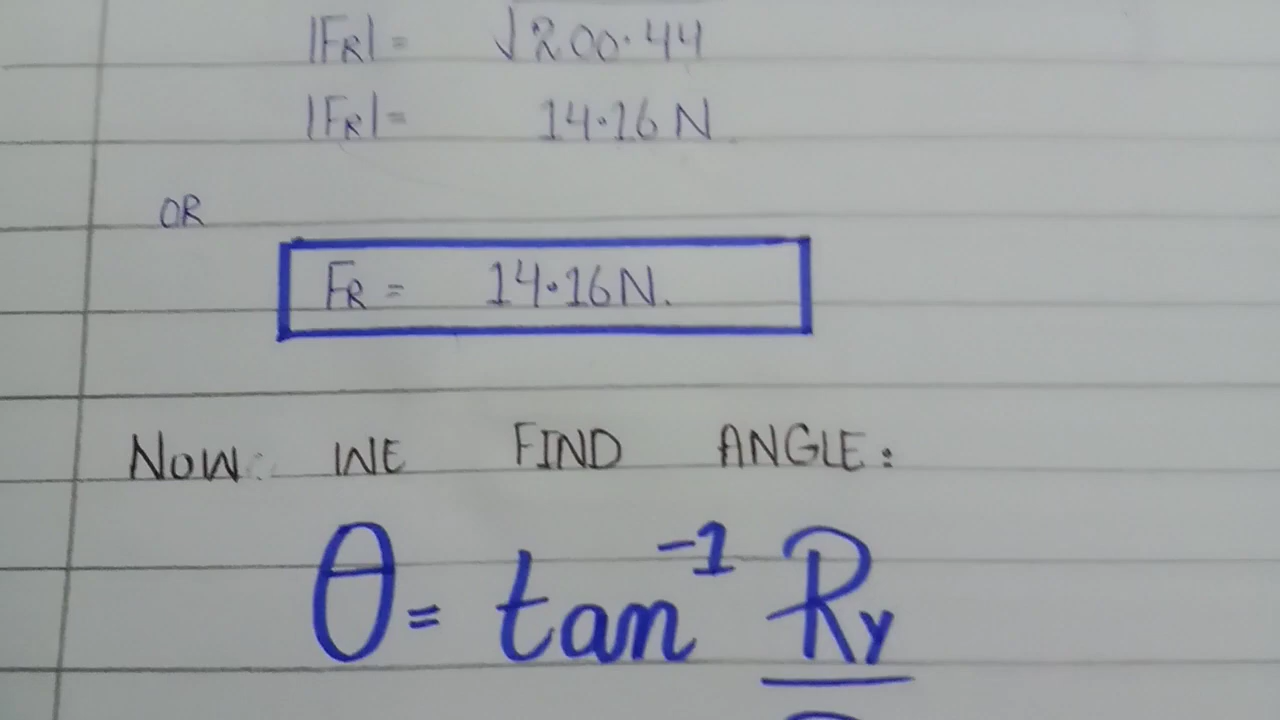 |FR| = √200.44
|FR| = 14.16 N
OR
FR = 14.16N.
NOW: WE FIND ANGLE:
θ = tan⁻¹ Ry